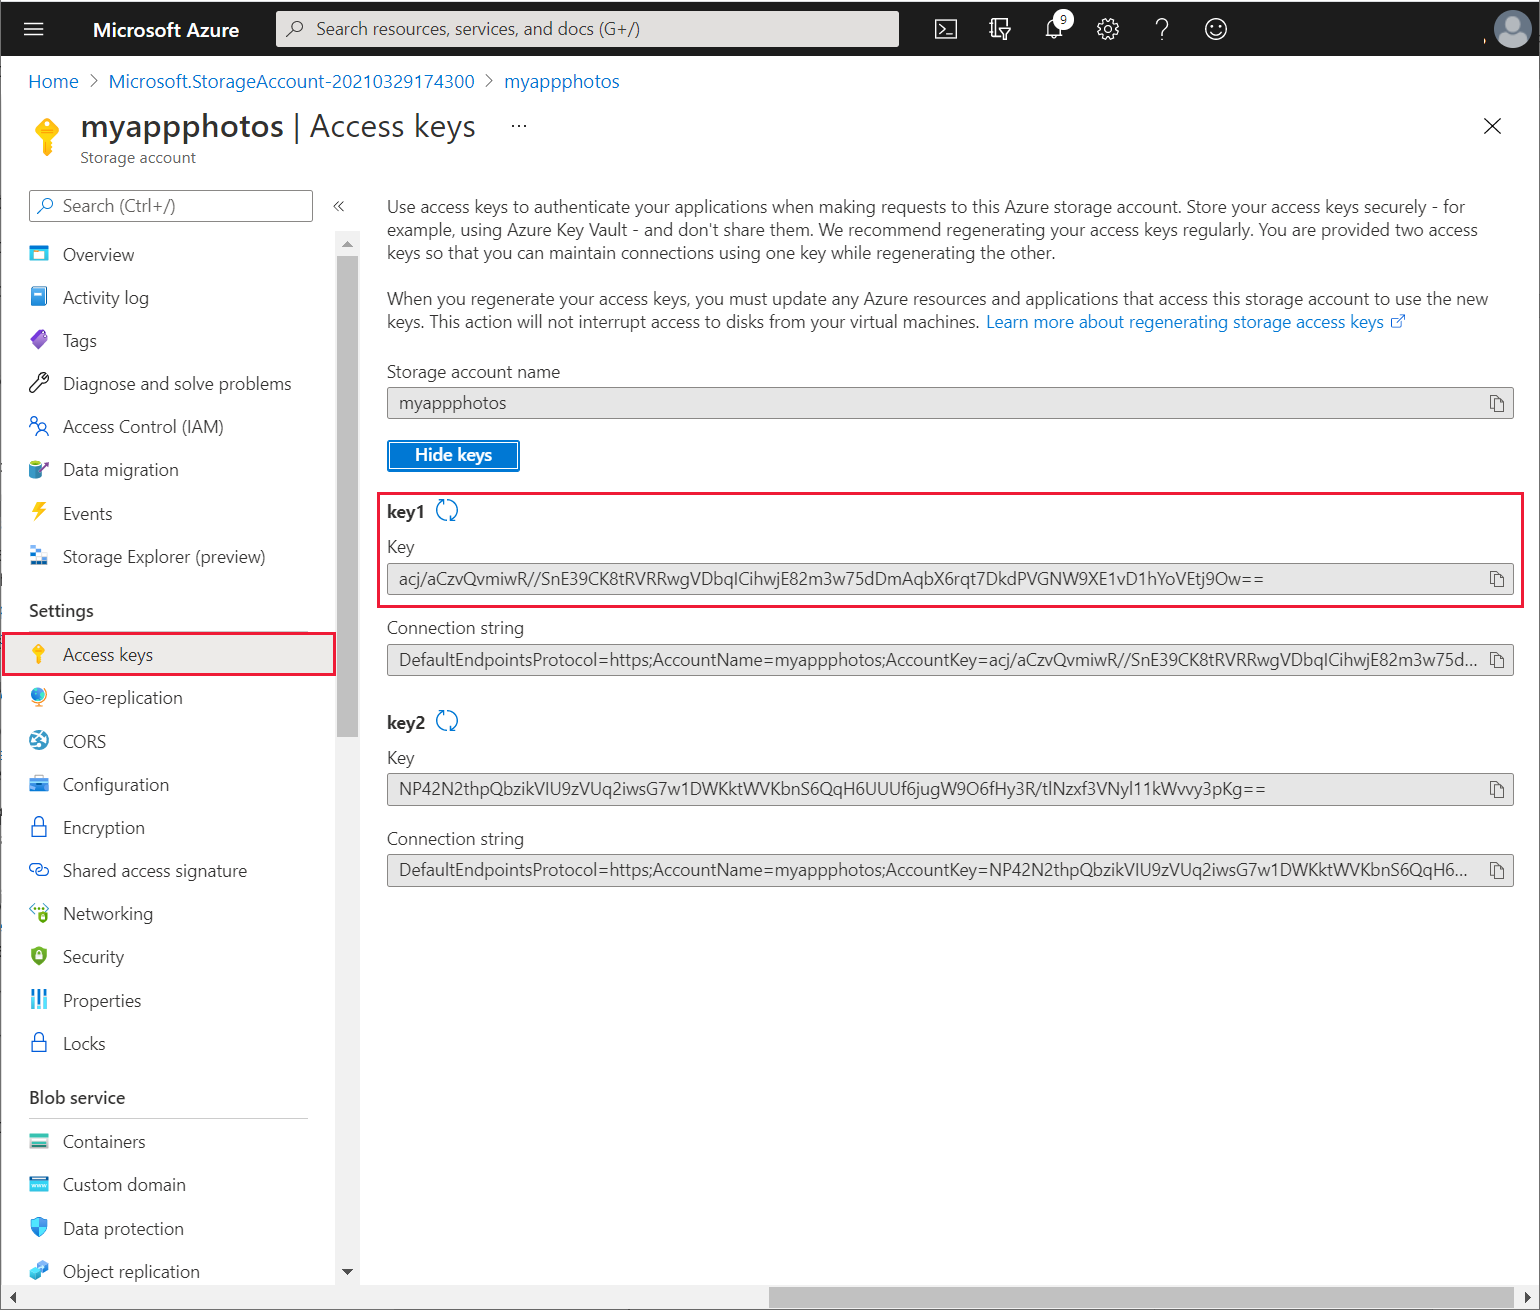 Microsoft Azure
Search resources, services, and docs (G+/)
9
Home > Microsoft.StorageAccount-20210329174300 > myappphotos
myappphotos | Access keys ...
Storage account
Search (Ctrl+/)
«
Overview
Activity log
Tags
Diagnose and solve problems
Access Control (IAM)
Data migration
Events
Storage Explorer (preview)
Settings
Access keys
Geo-replication
CORS
Configuration
Encryption
Shared access signature
Networking
Security
Properties
Locks
Blob service
Containers
Custom domain
Data protection
Object replication
Use access keys to authenticate your applications when making requests to this Azure storage account. Store your access keys securely - for
example, using Azure Key Vault - and don't share them. We recommend regenerating your access keys regularly. You are provided two access
keys so that you can maintain connections using one key while regenerating the other.
When you regenerate your access keys, you must update any Azure resources and applications that access this storage account to use the new
keys. This action will not interrupt access to disks from your virtual machines. Learn more about regenerating storage access keys
Storage account name
myappphotos
Hide keys
key1
Key
acj/aCzvQvmiwR//SnE39CK8tRVRRwgVDbqICihwjE82m3w75dDmAqbX6rqt7DkdPVGNW9XE1vD1hYoVEtj9Ow==
Connection string
DefaultEndpointsProtocol=https;AccountName=myappphotos;AccountKey=acj/aCzvQvmiwR//SnE39CK8tRVRRwgVDbqICihwjE82m3w75d...
key2
Key
NP42N2thpQbzikVIU9zVUq2iwsG7w1DWKktWVKbnS6QqH6UUUf6jugW9O6fHy3R/tlNzxf3VNyl11kWvvy3pKg==
Connection string
DefaultEndpointsProtocol=https;AccountName=myappphotos;AccountKey=NP42N2thpQbzikVIU9zVUq2iwsG7w1DWKktWVKbnS6QqH6...